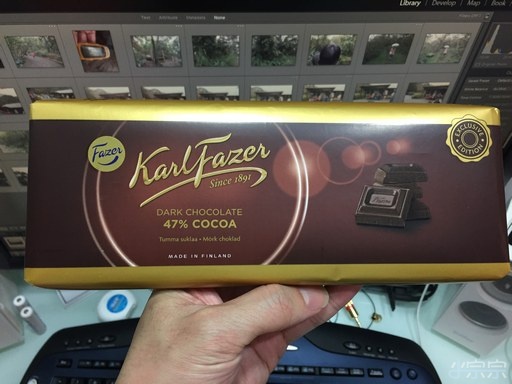 Library | Develop | Map | Book
None
Fazer
Karl Fazer
Since 1891
EXCLUSIVE EDITION
DARK CHOCOLATE
47% COCOA
Tumma suklaa • Mörk choklad
MADE IN FINLAND